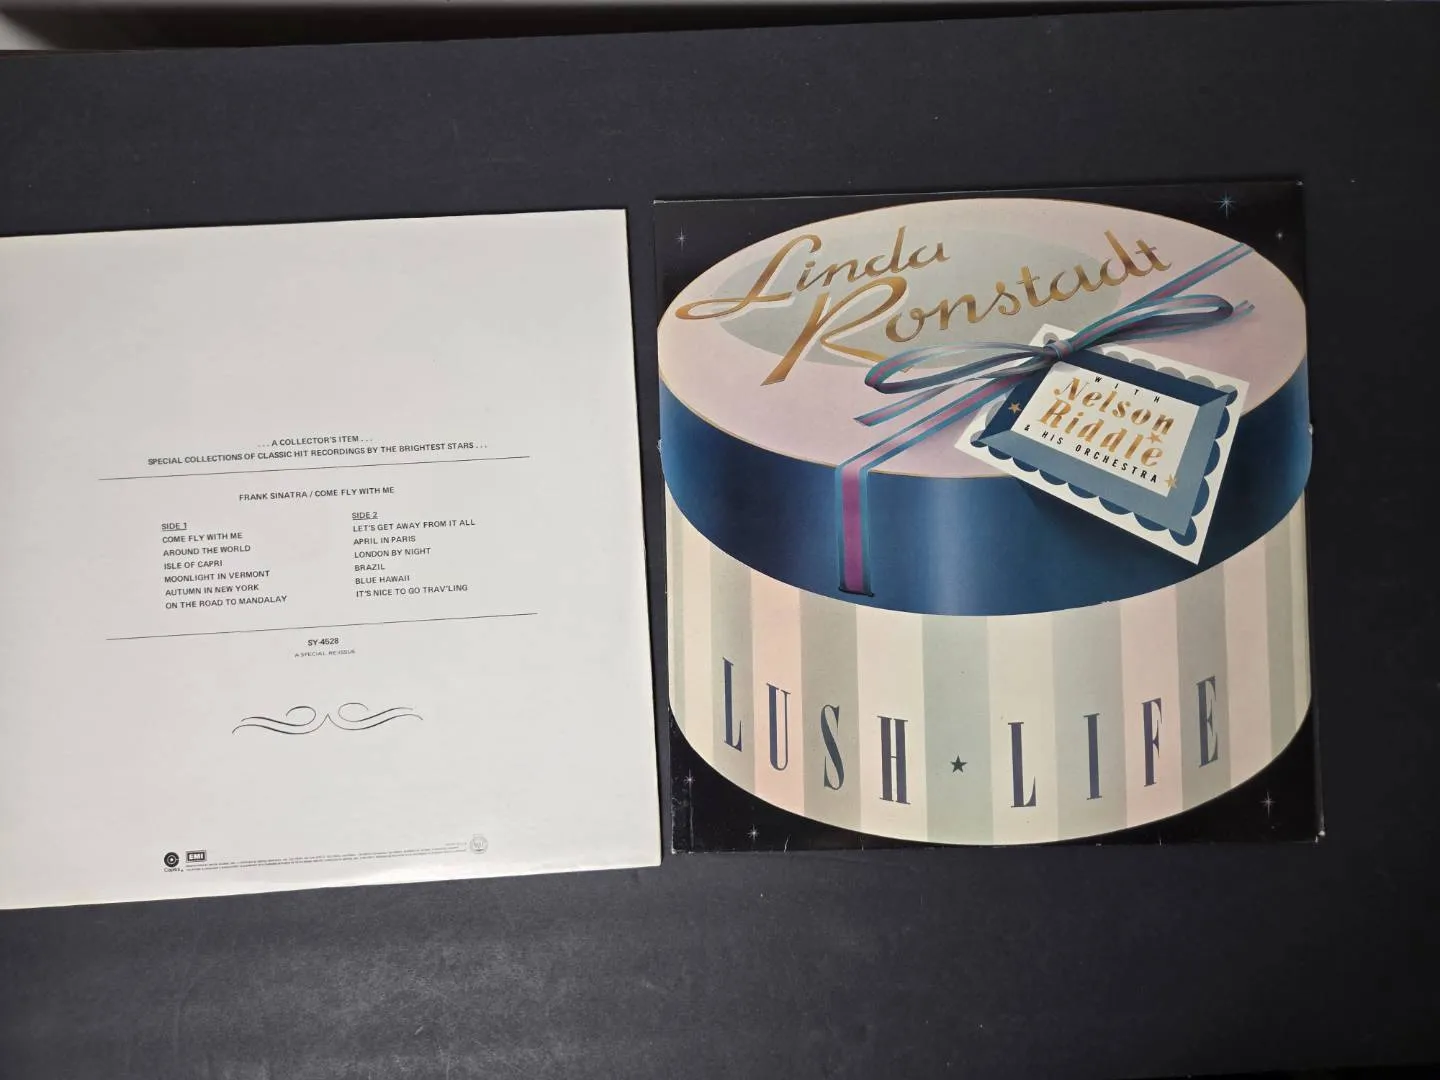 . . . A COLLECTOR'S ITEM . . .
SPECIAL COLLECTIONS OF CLASSIC HIT RECORDINGS BY THE BRIGHTEST STARS . . .
FRANK SINATRA / COME FLY WITH ME
SIDE 1
COME FLY WITH ME
AROUND THE WORLD
ISLE OF CAPRI
MOONLIGHT IN VERMONT
AUTUMN IN NEW YORK
ON THE ROAD TO MANDALAY
SIDE 2
LET'S GET AWAY FROM IT ALL
APRIL IN PARIS
LONDON BY NIGHT
BRAZIL
BLUE HAWAII
IT'S NICE TO GO TRAV'LING
SY-4528
A SPECIAL RE-ISSUE
Capitol
EMI
Linda
Ronstadt
WITH
Nelson
Riddle
& HIS ORCHESTRA
LUSH ★ LIFE